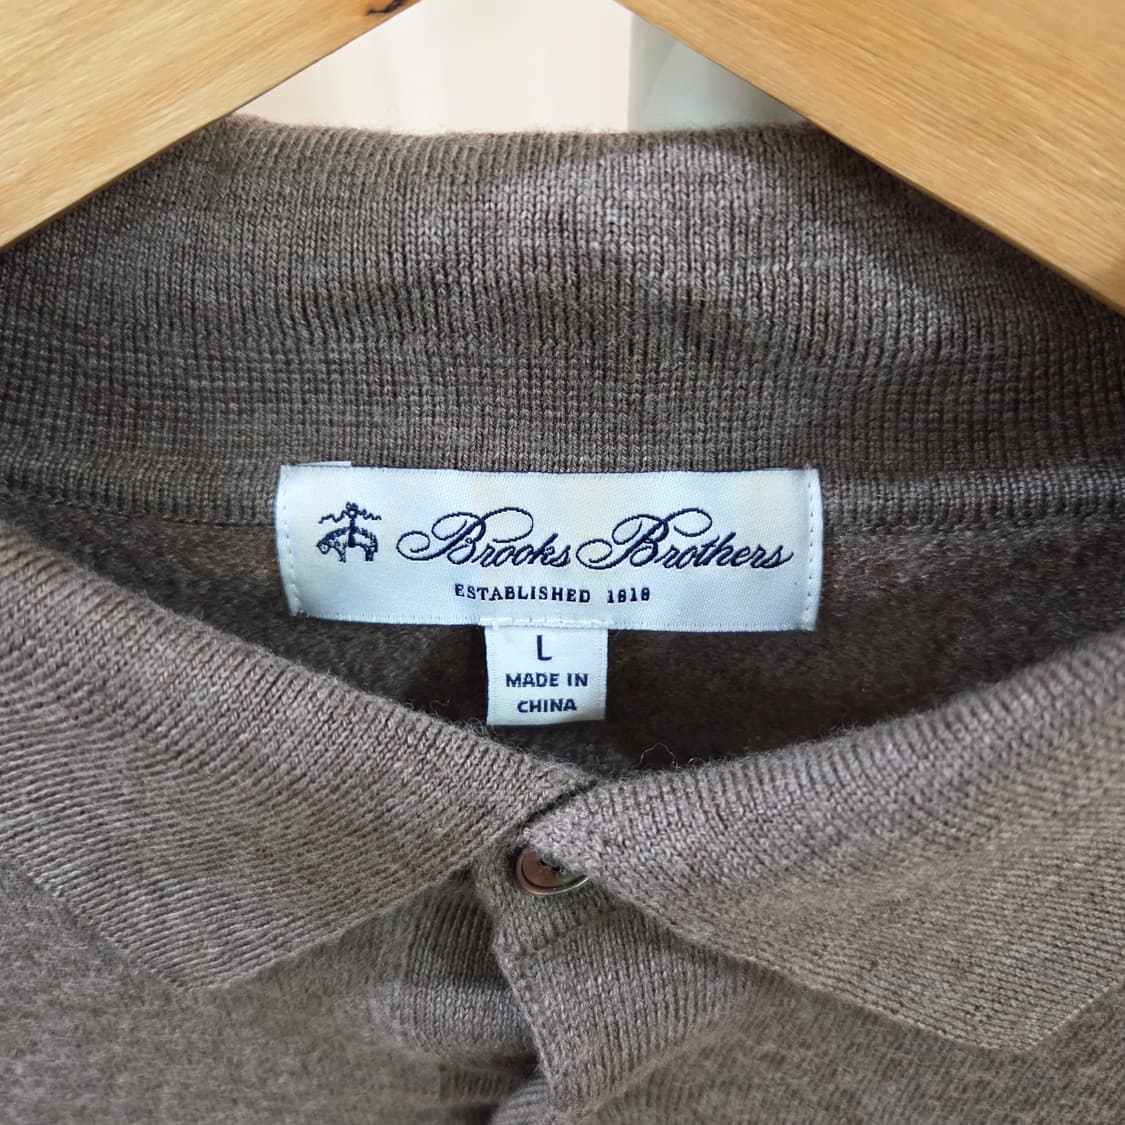 Brooks Brothers
ESTABLISHED 1818
L
MADE IN
CHINA